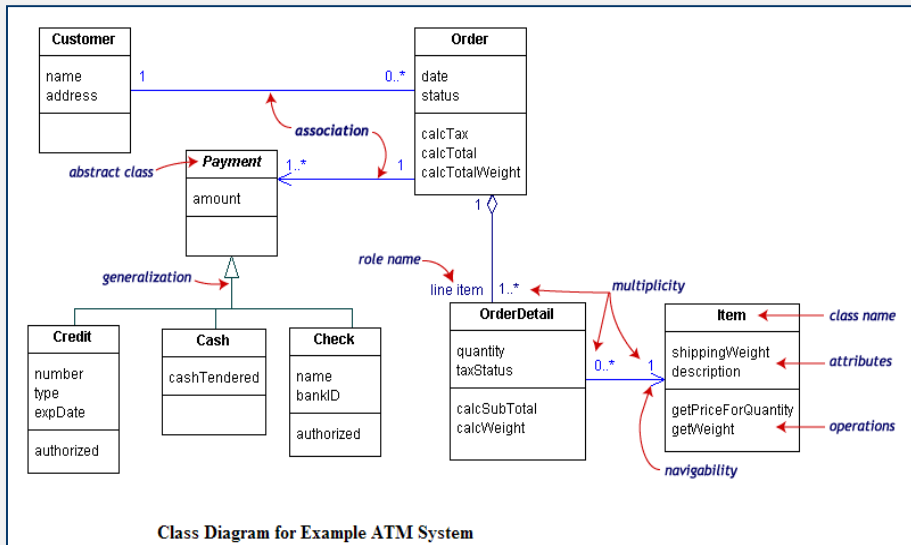 Customer
name
address
1
0..*
Order
date
status
calcTax
calcTotal
calcTotalWeight
association
abstract class
Payment
amount
1..*
1
generalization
1
role name
line item
1..*
multiplicity
Credit
number
type
expDate
authorized
Cash
cashTendered
Check
name
bankID
authorized
OrderDetail
quantity
taxStatus
calcSubTotal
calcWeight
0..*
1
Item
shippingWeight
description
getPriceForQuantity
getWeight
class name
attributes
operations
navigability
Class Diagram for Example ATM System